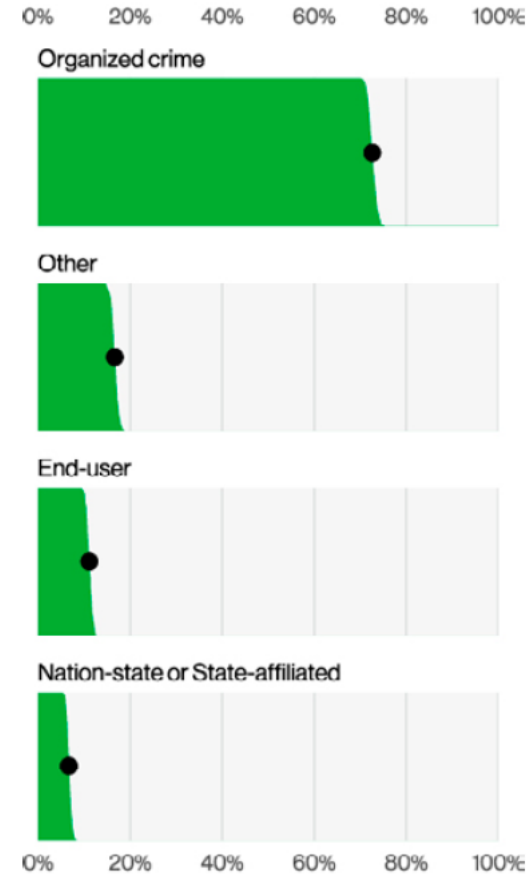 0% 20% 40% 60% 80% 100%
Organized crime
Other
End-user
Nation-state or State-affiliated
0% 20% 40% 60% 80% 100%